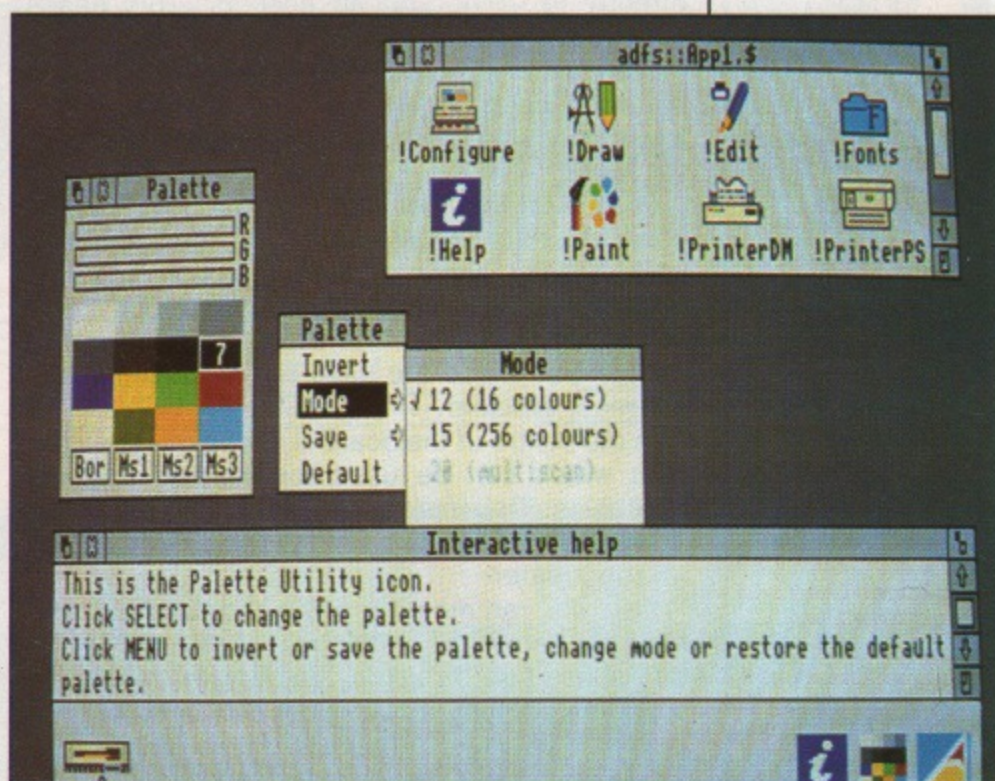 adfs::App1.$
!Configure !Draw !Edit !Fonts
!Help !Paint !PrinterDM !PrinterPS
Palette
R
G
B
7
Bor Ms1 Ms2 Ms3
Palette
Invert
Mode
Save
Default
Mode
√12 (16 colours)
15 (256 colours)
20 (multiscan)
Interactive help
This is the Palette Utility icon.
Click SELECT to change the palette.
Click MENU to invert or save the palette, change mode or restore the default
palette.